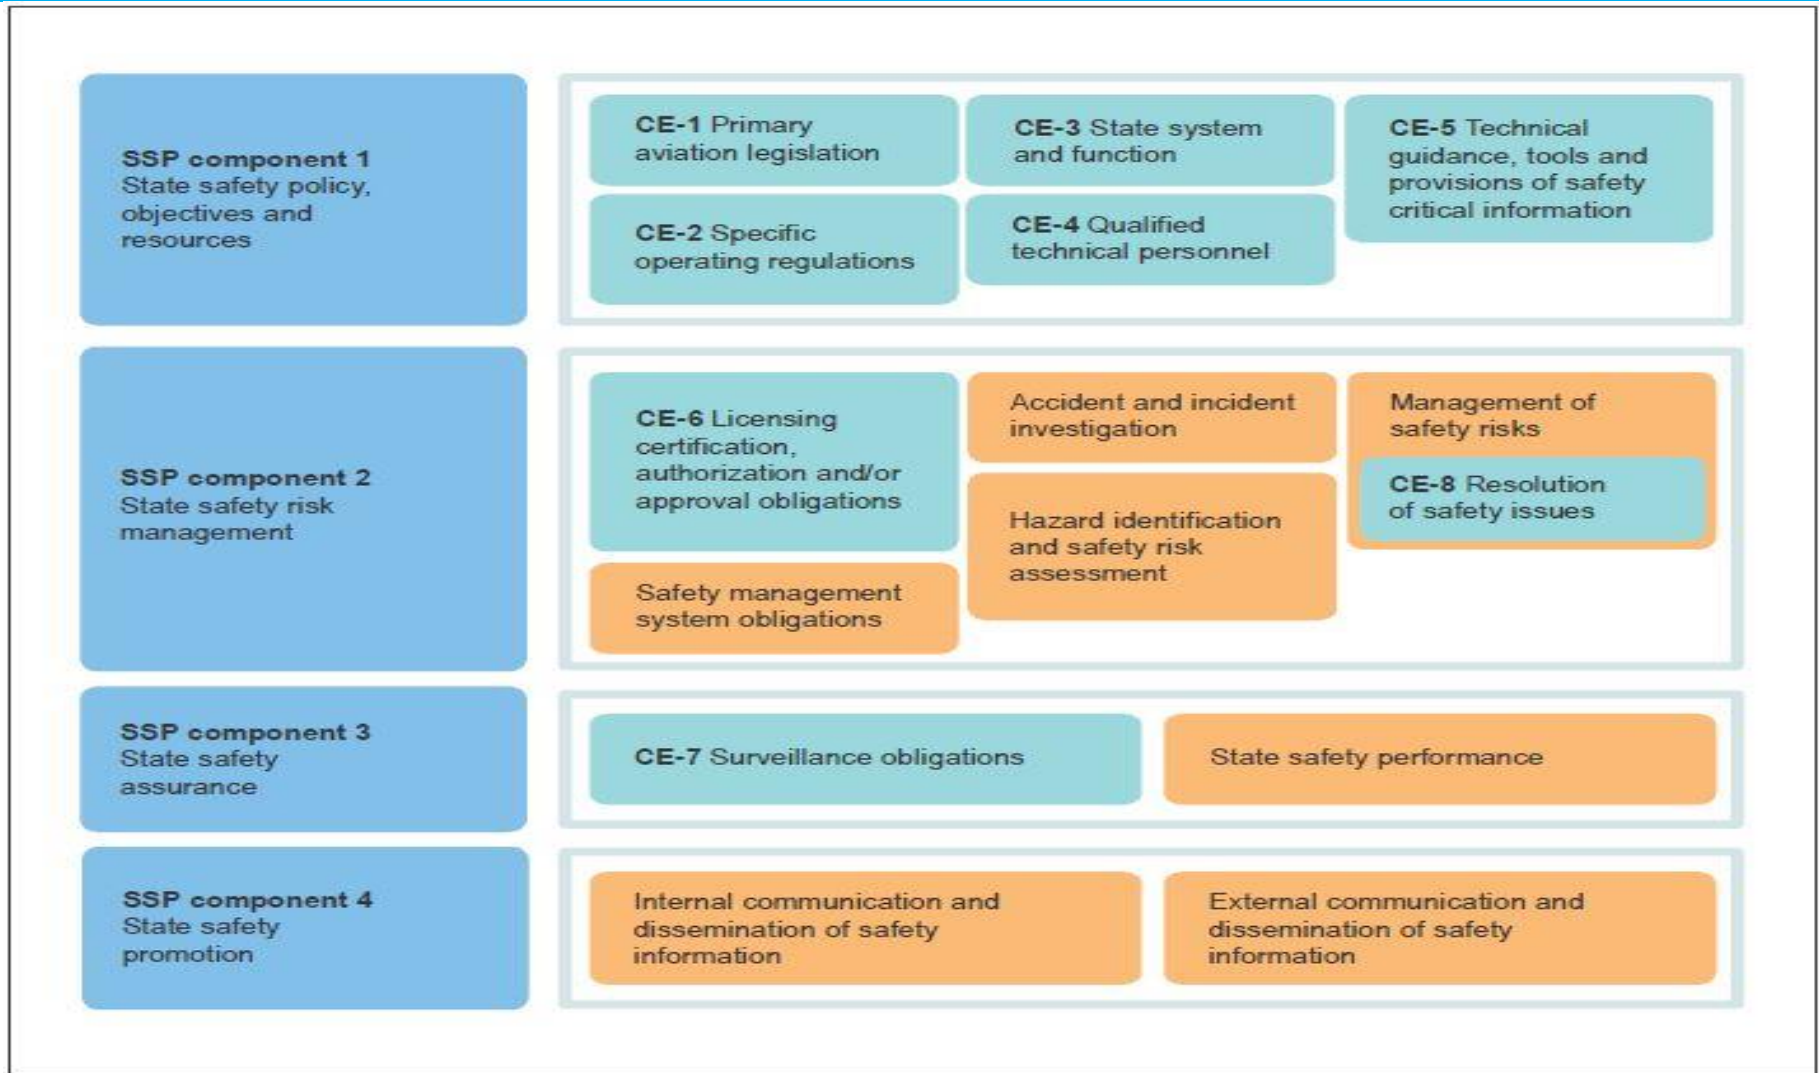 SSP component 1
State safety policy,
objectives and
resources
CE-1 Primary
aviation legislation
CE-2 Specific
operating regulations
CE-3 State system
and function
CE-4 Qualified
technical personnel
CE-5 Technical
guidance, tools and
provisions of safety
critical information
SSP component 2
State safety risk
management
CE-6 Licensing
certification,
authorization and/or
approval obligations
Safety management
system obligations
Accident and incident
investigation
Hazard identification
and safety risk
assessment
Management of
safety risks
CE-8 Resolution
of safety issues
SSP component 3
State safety
assurance
CE-7 Surveillance obligations
State safety performance
SSP component 4
State safety
promotion
Internal communication and
dissemination of safety
information
External communication and
dissemination of safety
information